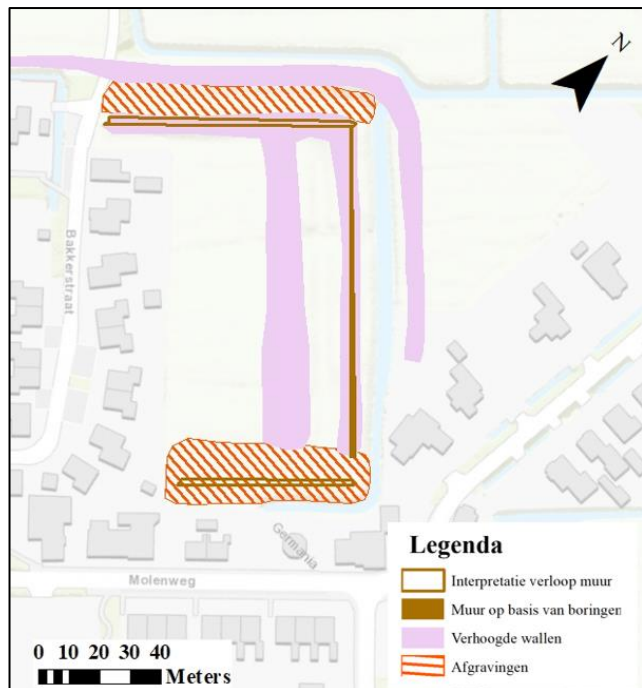 N
Bakkerstraat
Germania
Molenweg
Legenda
Interpretatie verloop muur
Muur op basis van boringen
Verhoogde wallen
Afgravingen
0 10 20 40
Meters